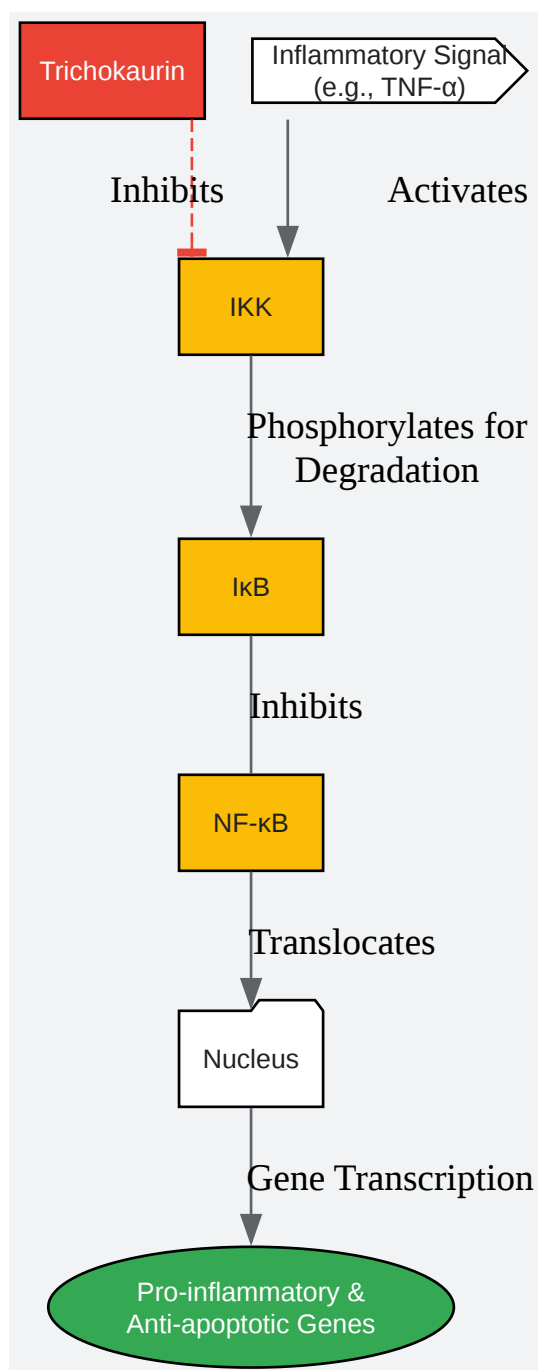 Trichokaurin
Inflammatory Signal
(e.g., TNF-α)
Inhibits
Activates
IKK
Phosphorylates for
Degradation
IκB
Inhibits
NF-κB
Translocates
Nucleus
Gene Transcription
Pro-inflammatory &
Anti-apoptotic Genes